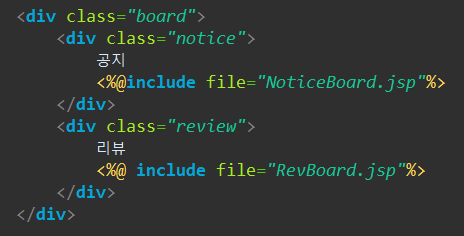 <div class="board">
    <div class="notice">
        공지
        <%@include file="NoticeBoard.jsp"%>
    </div>
    <div class="review">
        리뷰
        <%@ include file="RevBoard.jsp"%>
    </div>
</div>